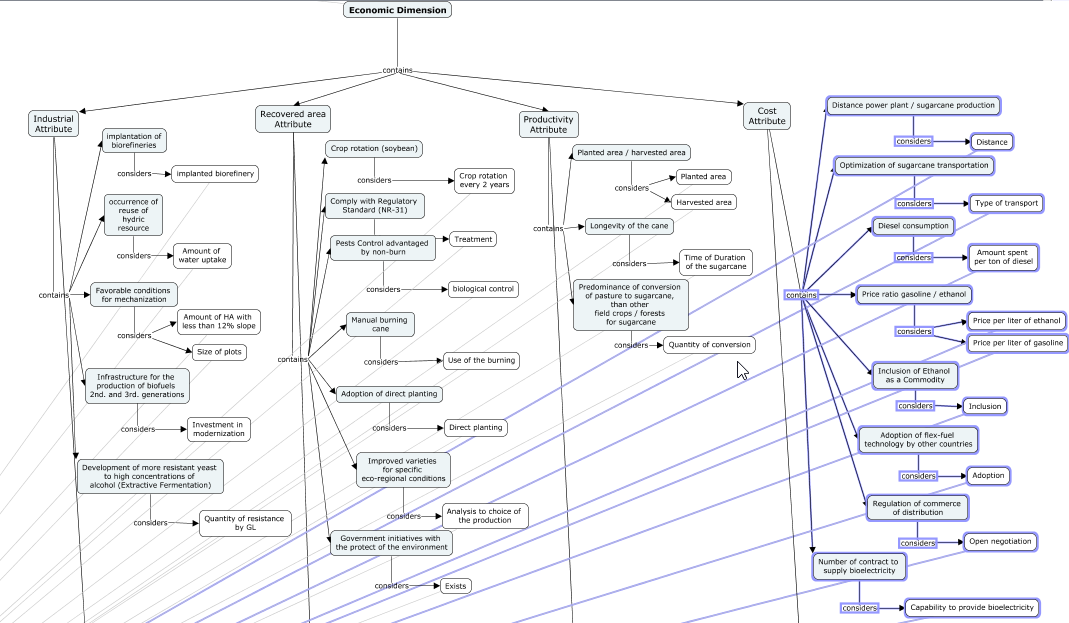 Economic Dimension
contains
Industrial
Attribute
contains
implantation of
biorefineries
considers
implanted biorefinery
occurrence of
reuse of
hydric
resource
considers
Amount of
water uptake
Favorable conditions
for mechanization
considers
Amount of HA with
less than 12% slope
Size of plots
Infrastructure for the
production of biofuels
2nd. and 3rd. generations
considers
Investment in
modernization
Development of more resistant yeast
to high concentrations of
alcohol (Extractive Fermentation)
considers
Quantity of resistance
by GL
Recovered area
Attribute
contains
Crop rotation (soybean)
considers
Crop rotation
every 2 years
Comply with Regulatory
Standard (NR-31)
Treatment
Pests Control advantaged
by non-burn
considers
biological control
Manual burning
cane
considers
Use of the burning
Adoption of direct planting
considers
Direct planting
Improved varieties
for specific
eco-regional conditions
considers
Analysis to choice of
the production
Government initiatives with
the protect of the environment
considers
Exists
Productivity
Attribute
contains
Planted area / harvested area
considers
Planted area
Harvested area
Longevity of the cane
considers
Time of Duration
of the sugarcane
Predominance of conversion
of pasture to sugarcane,
than other
field crops / forests
for sugarcane
considers
Quantity of conversion
Cost
Attribute
contains
Distance power plant / sugarcane production
considers
Distance
Optimization of sugarcane transportation
considers
Type of transport
Diesel consumption
considers
Amount spent
per ton of diesel
Price ratio gasoline / ethanol
considers
Price per liter of ethanol
Price per liter of gasoline
Inclusion of Ethanol
as a Commodity
considers
Inclusion
Adoption of flex-fuel
technology by other countries
considers
Adoption
Regulation of commerce
of distribution
considers
Open negotiation
Number of contract to
supply bioelectricity
considers
Capability to provide bioelectricity